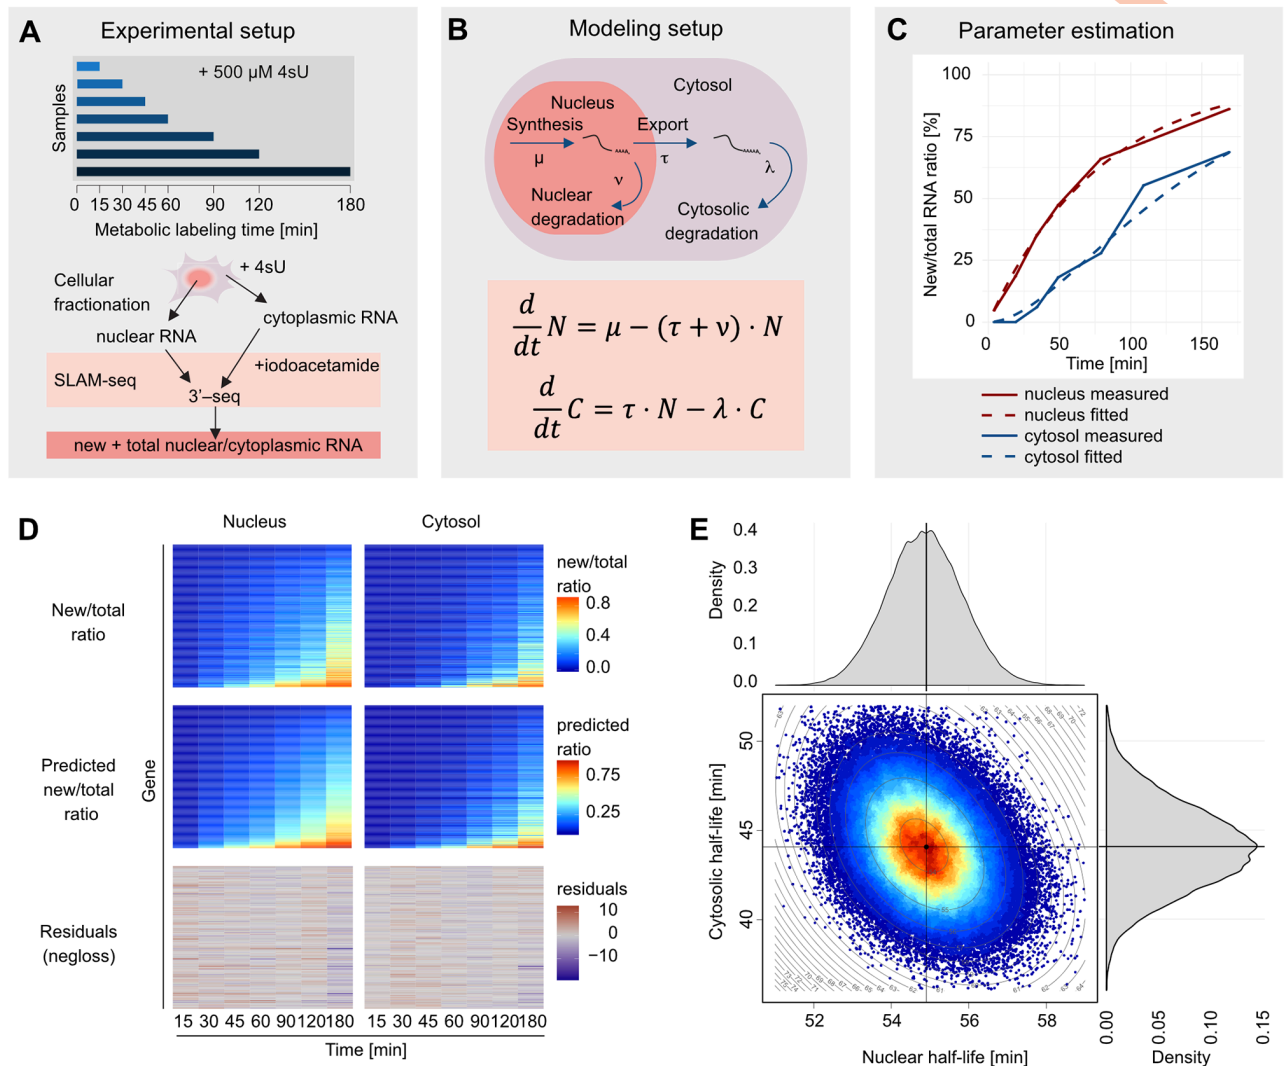 A Experimental setup
+ 500 µM 4sU
Samples
0 15 30 45 60 90 120 180
Metabolic labeling time [min]
+ 4sU
Cellular
fractionation
cytoplasmic RNA
nuclear RNA
+iodoacetamide
SLAM-seq
3'–seq
new + total nuclear/cytoplasmic RNA
B Modeling setup
Cytosol
Nucleus
Synthesis Export
µ τ λ
ν
Nuclear
degradation
Cytosolic
degradation
d/dt N = µ − (τ + ν) · N
d/dt C = τ · N − λ · C
C Parameter estimation
New/total RNA ratio [%]
100
75
50
25
0
0 50 100 150
Time [min]
nucleus measured
nucleus fitted
cytosol measured
cytosol fitted
D
Nucleus Cytosol
New/total
ratio
new/total
ratio
0.8
0.4
0.0
Gene
Predicted
new/total
ratio
predicted
ratio
0.75
0.25
Residuals
(negloss)
residuals
10
0
−10
15 30 45 60 90 120 180 15 30 45 60 90 120 180
Time [min]
E
Density
0.4
0.3
0.2
0.1
0.0
Cytosolic half-life [min]
50
45
40
52 54 56 58
Nuclear half-life [min]
0.00 0.05 0.10 0.15
Density